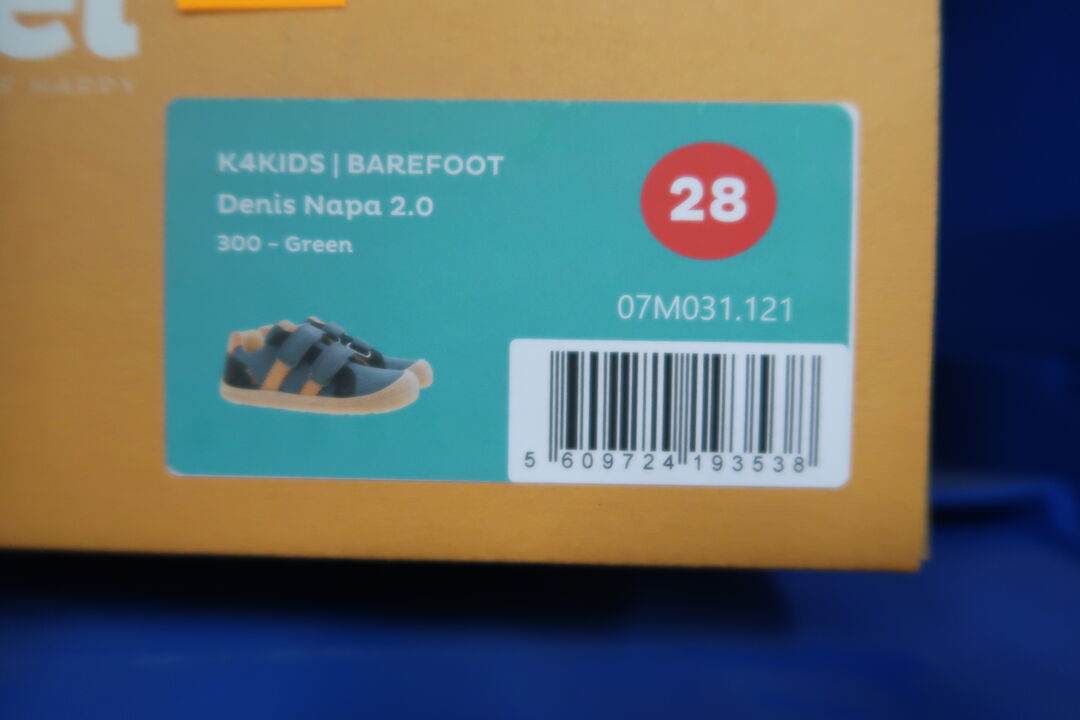 K4KIDS | BAREFOOT
Denis Napa 2.0
300 - Green
28
07M031.121
5 609724 193538